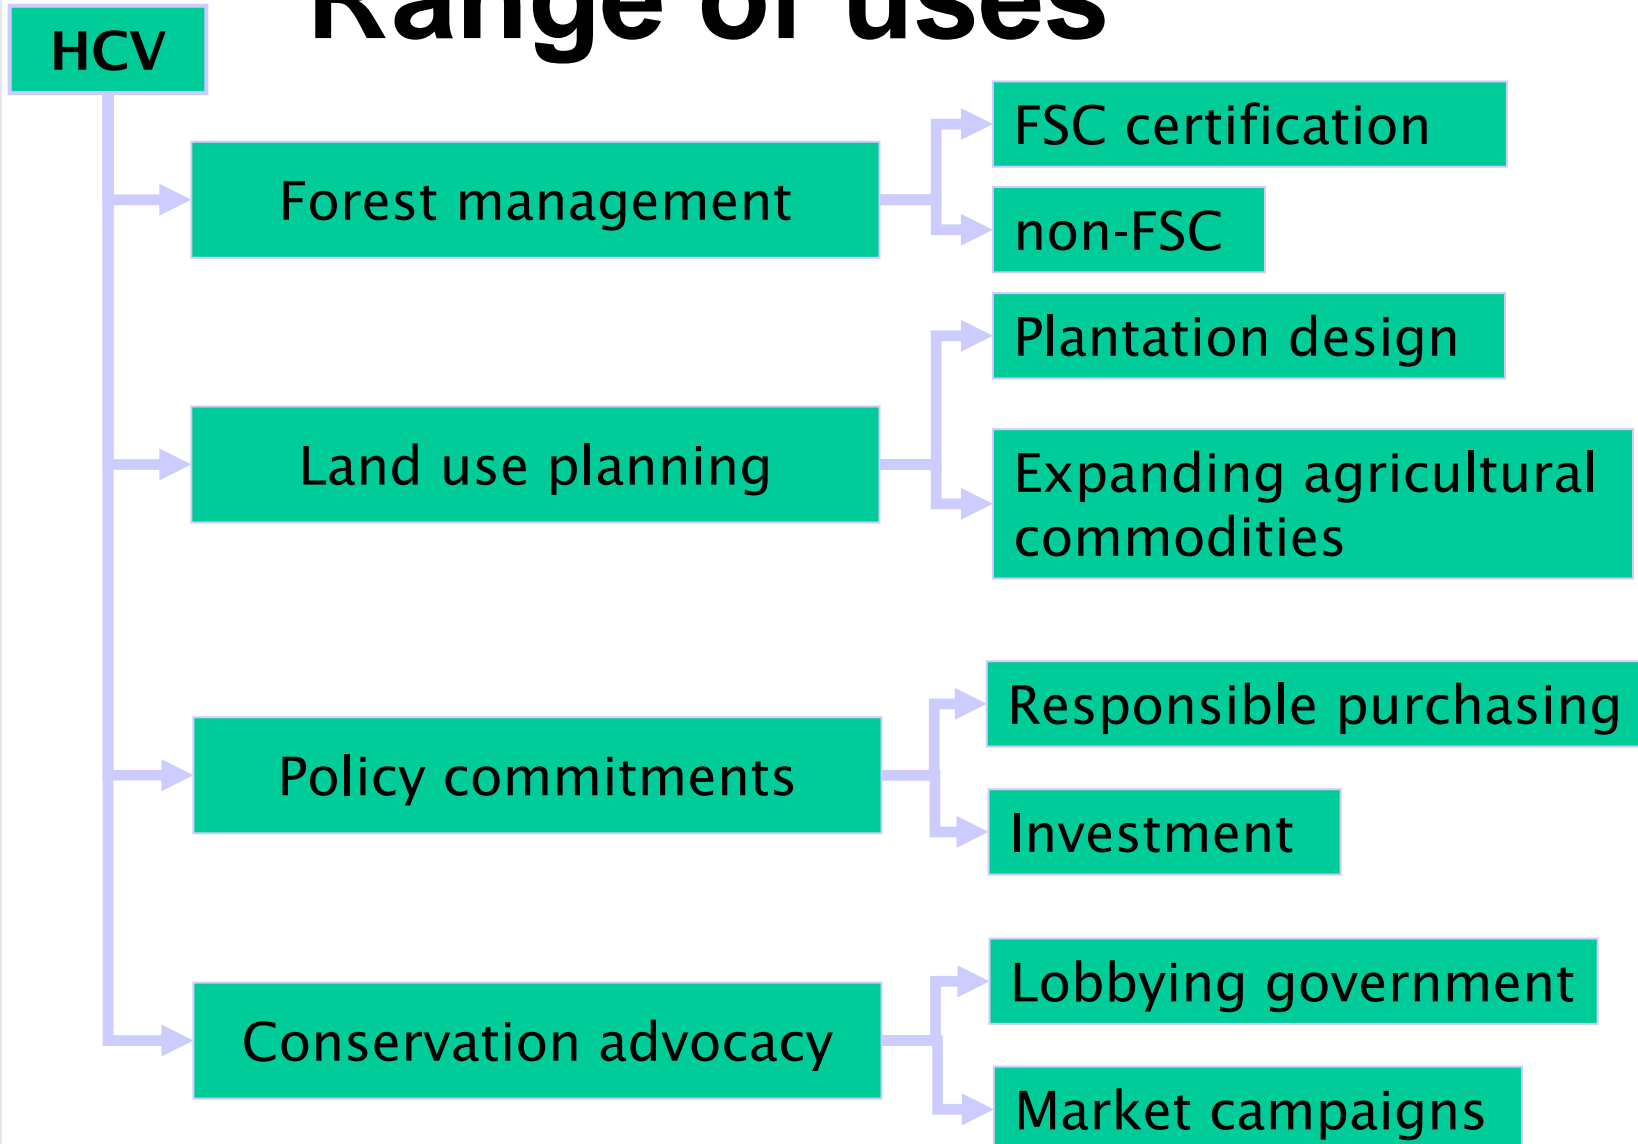 Range of uses
HCV
FSC certification
Forest management
non-FSC
Plantation design
Land use planning
Expanding agricultural
commodities
Responsible purchasing
Policy commitments
Investment
Lobbying government
Conservation advocacy
Market campaigns